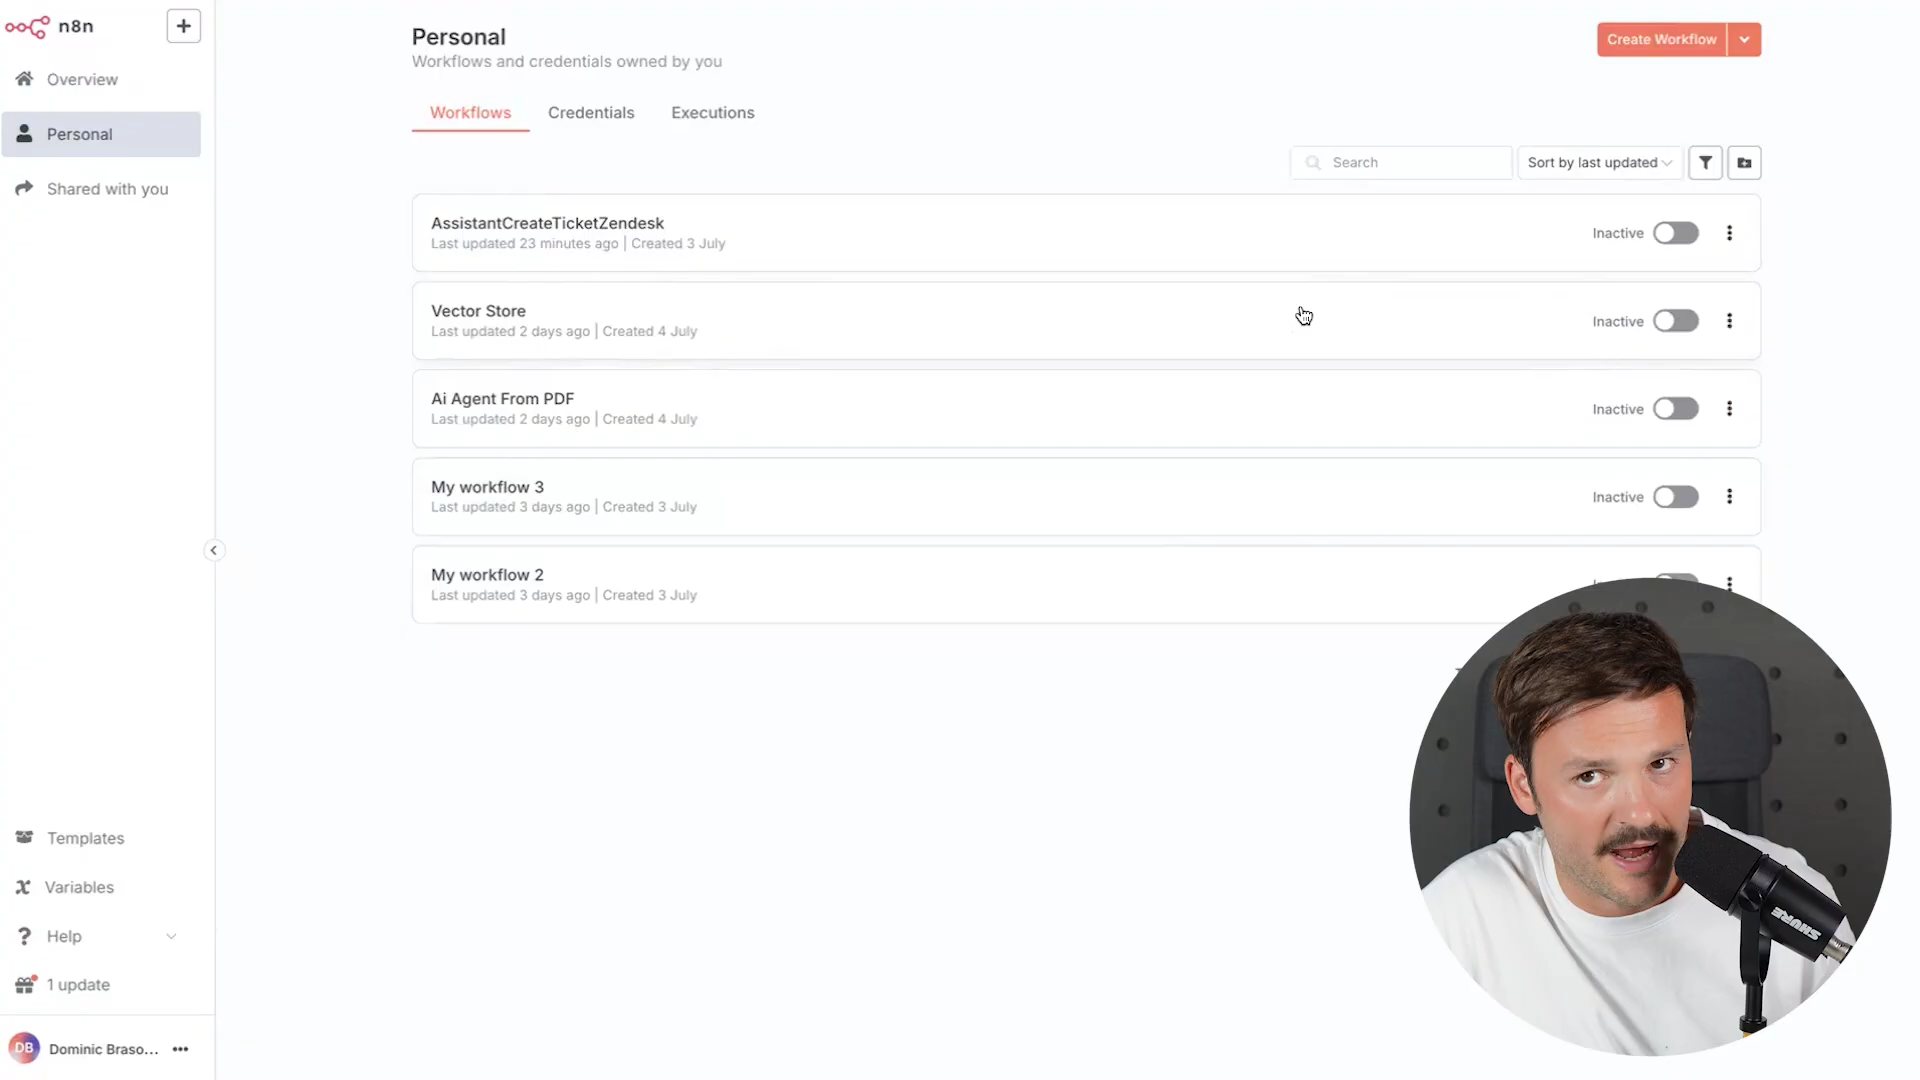 n8n
+
Overview
Personal
Shared with you
Templates
Variables
Help
1 update
DB Dominic Braso... •••
Personal
Workflows and credentials owned by you
Create Workflow
Workflows Credentials Executions
Search
Sort by last updated
AssistantCreateTicketZendesk
Last updated 23 minutes ago | Created 3 July
Inactive
Vector Store
Last updated 2 days ago | Created 4 July
Inactive
Ai Agent From PDF
Last updated 2 days ago | Created 4 July
Inactive
My workflow 3
Last updated 3 days ago | Created 3 July
Inactive
My workflow 2
Last updated 3 days ago | Created 3 July
SHURE